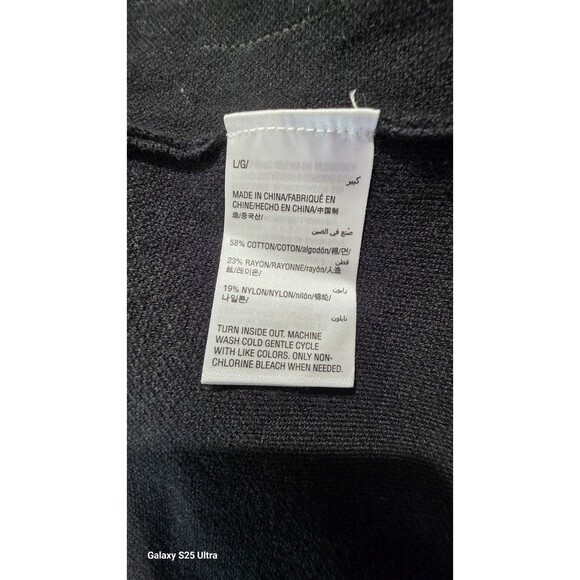 L/G/
كبير
MADE IN CHINA/FABRIQUÉ EN
CHINE/HECHO EN CHINA/中国制
造/중국산/
صُنع في الصين
58% COTTON/COTON/algodón/棉/면/
قطن
23% RAYON/RAYONNE/rayón/人造
丝/레이온/
رايون
19% NYLON/NYLON/nilón/锦纶/
나일론/
نايلون
TURN INSIDE OUT. MACHINE
WASH COLD GENTLE CYCLE
WITH LIKE COLORS. ONLY NON-
CHLORINE BLEACH WHEN NEEDED.
Galaxy S25 Ultra